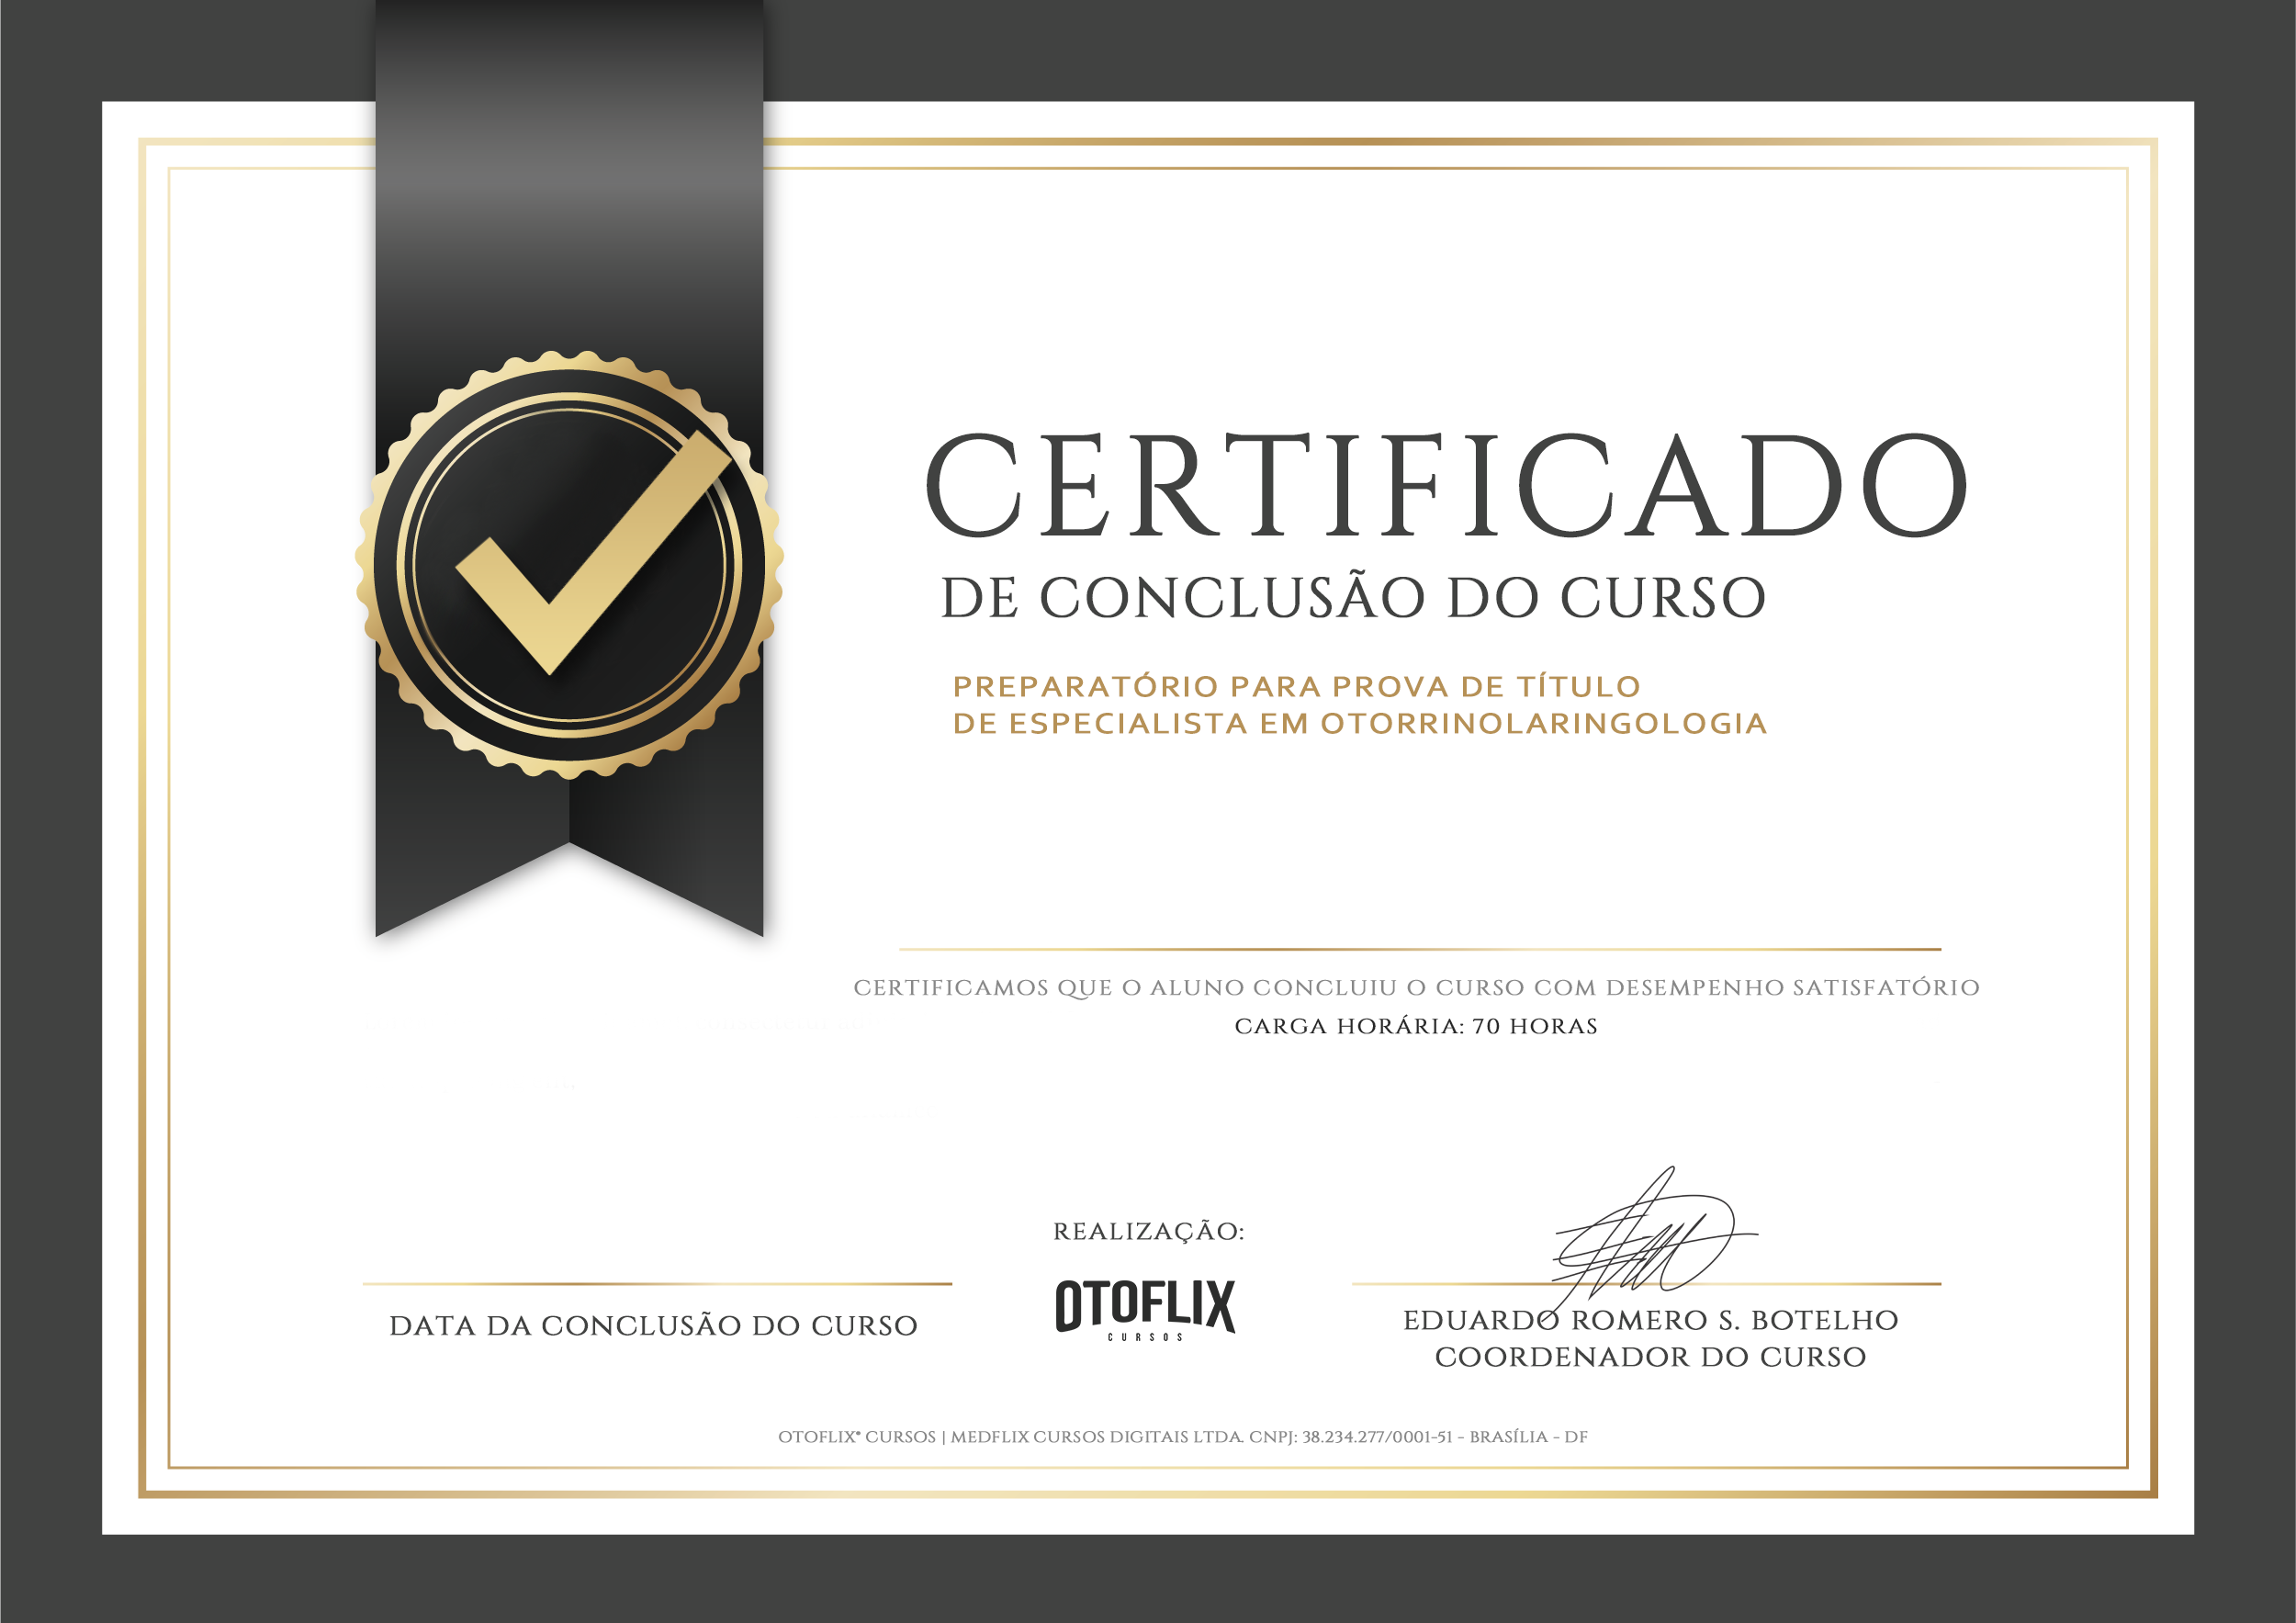 CERTIFICADO
DE CONCLUSÃO DO CURSO
PREPARATÓRIO PARA PROVA DE TÍTULO
DE ESPECIALISTA EM OTORRINOLARINGOLOGIA
CERTIFICAMOS QUE O ALUNO CONCLUIU O CURSO COM DESEMPENHO SATISFATÓRIO
CARGA HORÁRIA: 70 HORAS
DATA DA CONCLUSÃO DO CURSO
REALIZAÇÃO:
OTOFLIX
CURSOS
EDUARDO ROMERO S. BOTELHO
COORDENADOR DO CURSO
OTOFLIX® CURSOS | MEDFLIX CURSOS DIGITAIS LTDA. CNPJ: 38.234.277/0001-51 - BRASÍLIA - DF